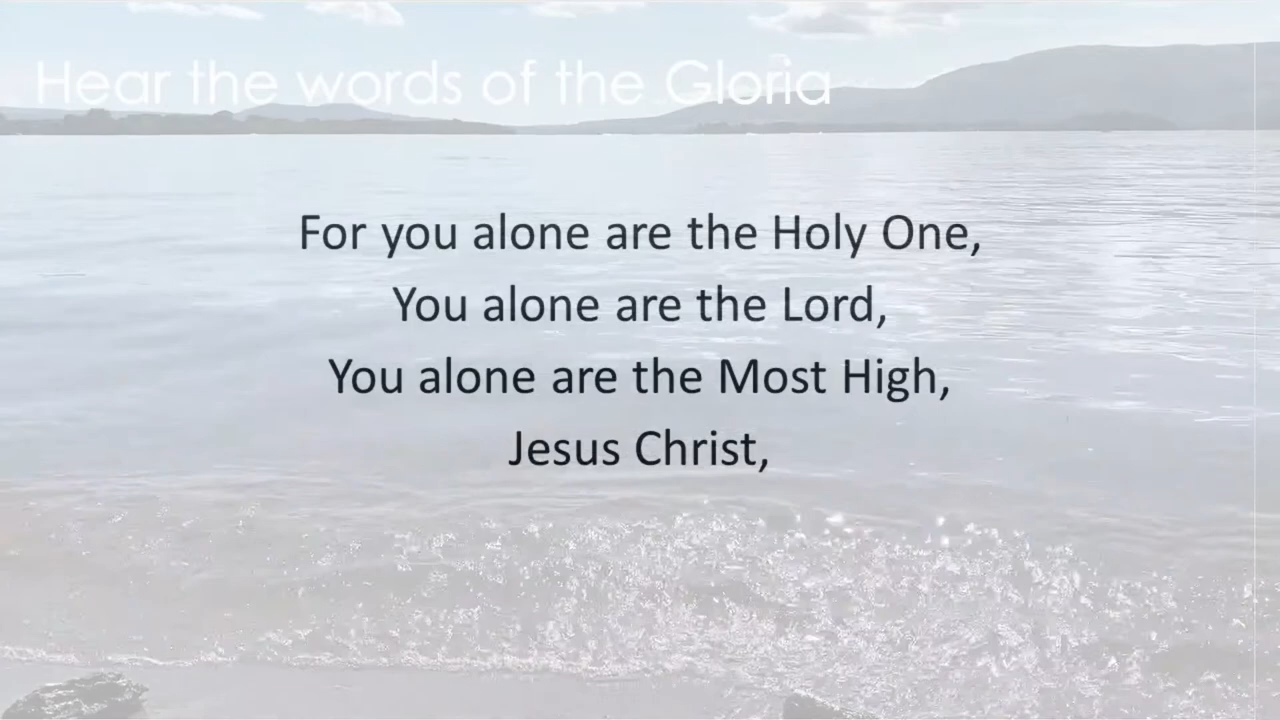 Hear the words of the Gloria
For you alone are the Holy One,
You alone are the Lord,
You alone are the Most High,
Jesus Christ,